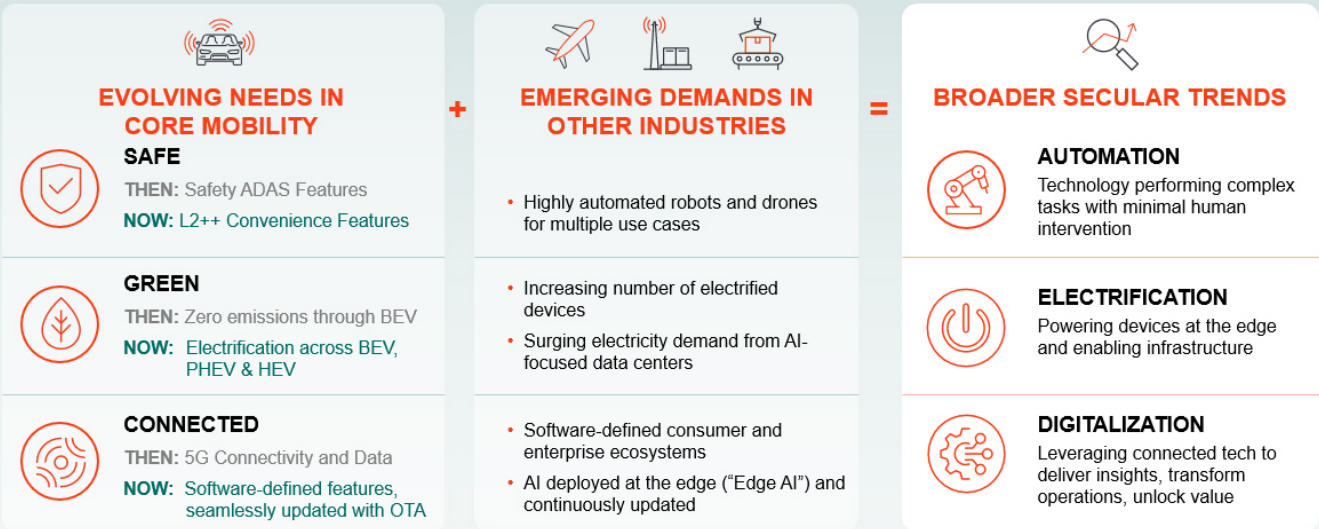 EVOLVING NEEDS IN
CORE MOBILITY
SAFE
THEN: Safety ADAS Features
NOW: L2++ Convenience Features
GREEN
THEN: Zero emissions through BEV
NOW: Electrification across BEV,
PHEV & HEV
CONNECTED
THEN: 5G Connectivity and Data
NOW: Software-defined features,
seamlessly updated with OTA
+
EMERGING DEMANDS IN
OTHER INDUSTRIES
• Highly automated robots and drones
for multiple use cases
• Increasing number of electrified
devices
• Surging electricity demand from AI-
focused data centers
• Software-defined consumer and
enterprise ecosystems
• AI deployed at the edge (“Edge AI”) and
continuously updated
=
BROADER SECULAR TRENDS
AUTOMATION
Technology performing complex
tasks with minimal human
intervention
ELECTRIFICATION
Powering devices at the edge
and enabling infrastructure
DIGITALIZATION
Leveraging connected tech to
deliver insights, transform
operations, unlock value